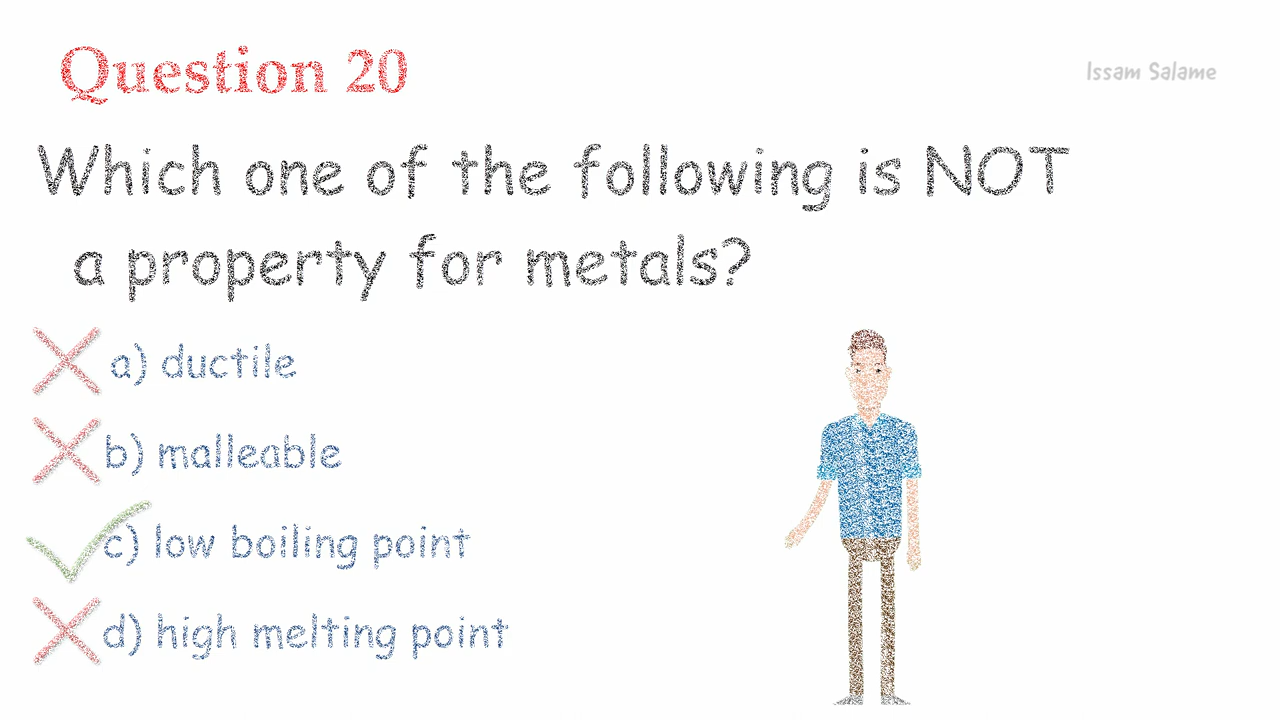 Question 20
Issam Salame
Which one of the following is NOT
a property for metals?
a) ductile
b) malleable
c) low boiling point
d) high melting point